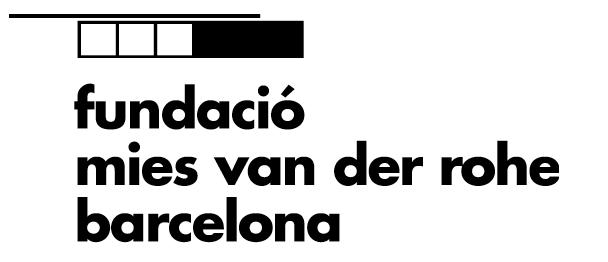 fundació
mies van der rohe
barcelona